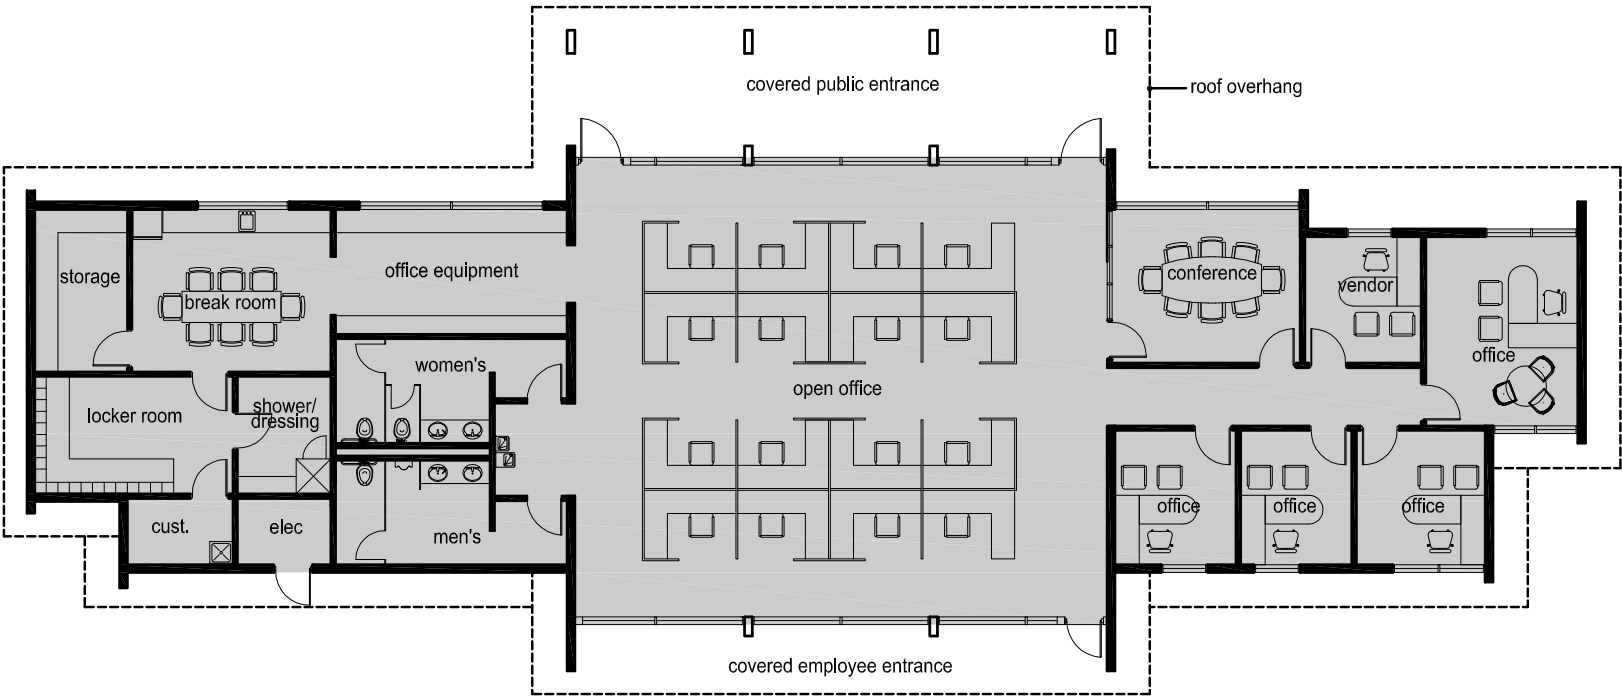 covered public entrance
roof overhang
storage
break room
office equipment
conference
vendor
office
women's
open office
locker room
shower/
dressing
cust.
elec
men's
office
office
office
covered employee entrance